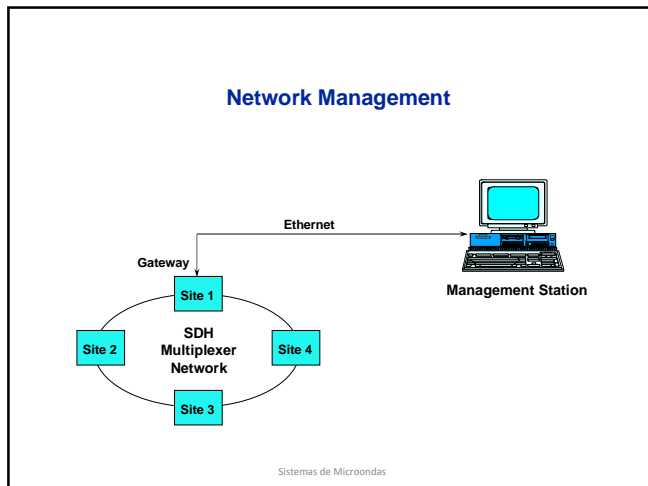 Network Management
Ethernet
Gateway
Management Station
Site 1
SDH
Multiplexer
Network
Site 2
Site 4
Site 3
Sistemas de Microondas